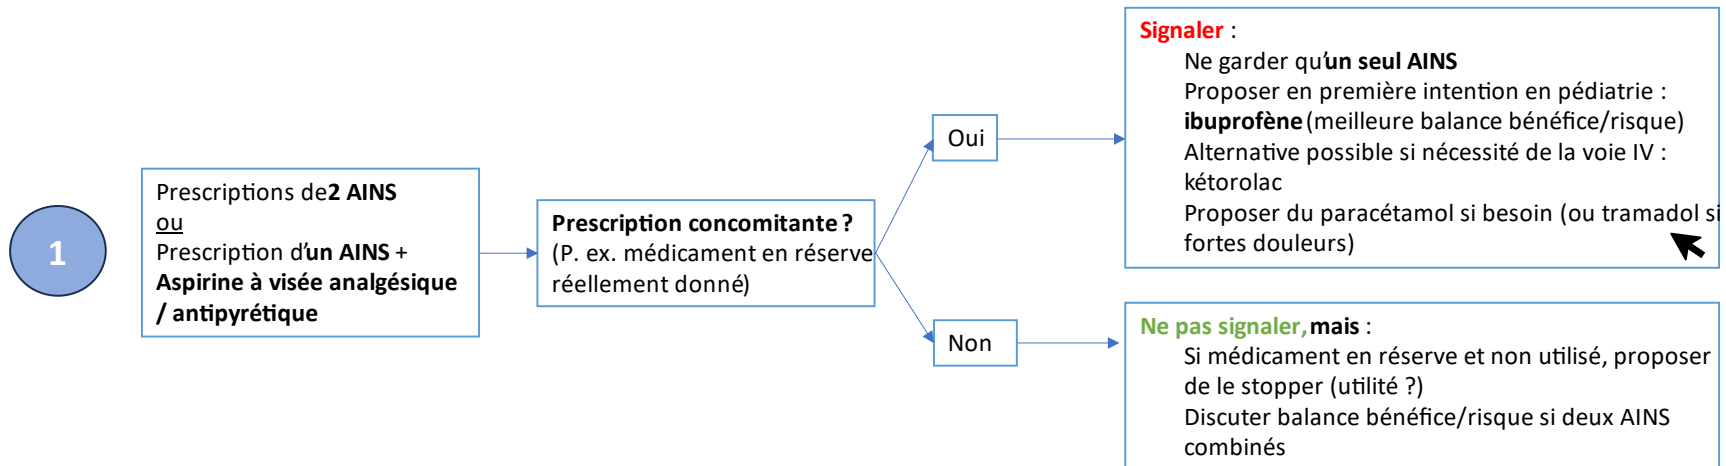 1
Prescriptions de 2 AINS
ou
Prescription d'un AINS +
Aspirine à visée analgésique
/ antipyrétique
Prescription concomitante ?
(P. ex. médicament en réserve
réellement donné)
Oui
Signaler :
Ne garder qu'un seul AINS
Proposer en première intention en pédiatrie :
ibuprofène (meilleure balance bénéfice/risque)
Alternative possible si nécessité de la voie IV :
kétorolac
Proposer du paracétamol si besoin (ou tramadol si
fortes douleurs)
Non
Ne pas signaler, mais :
Si médicament en réserve et non utilisé, proposer
de le stopper (utilité ?)
Discuter balance bénéfice/risque si deux AINS
combinés